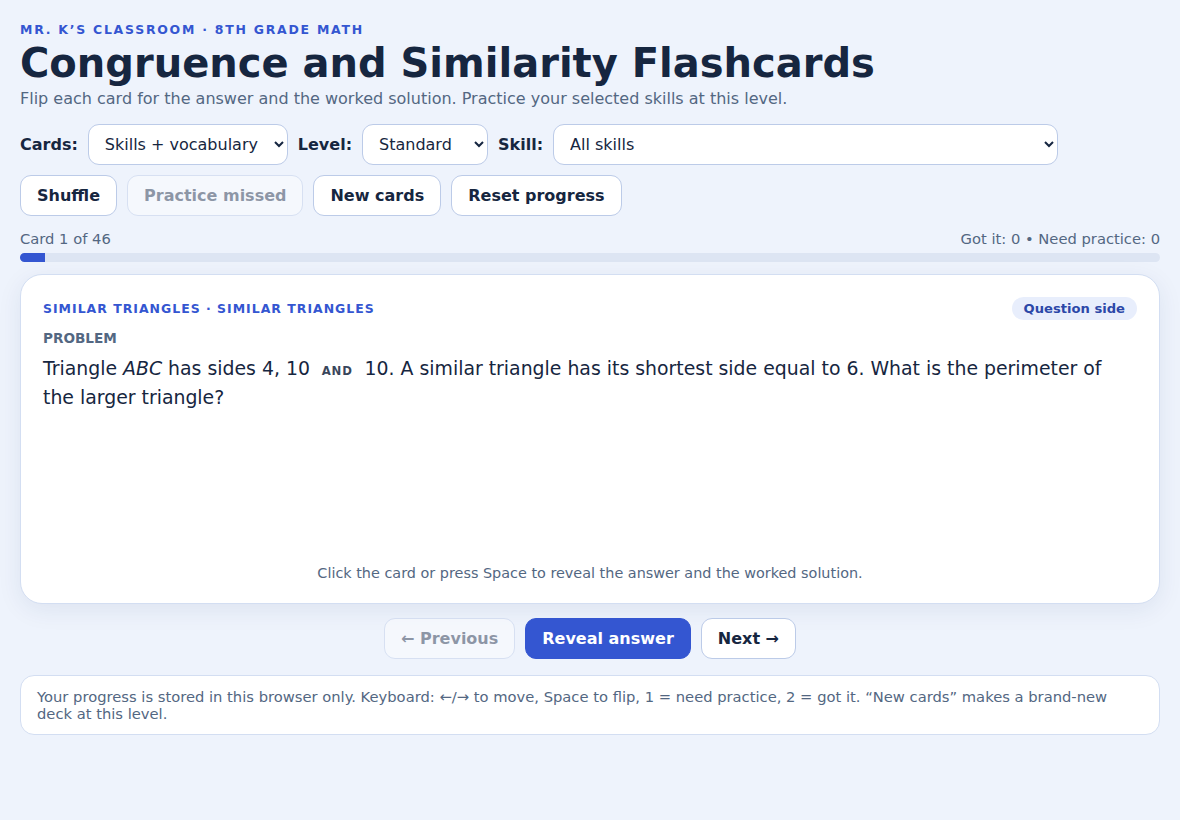 MR. K’S CLASSROOM · 8TH GRADE MATH
Congruence and Similarity Flashcards
Flip each card for the answer and the worked solution. Practice your selected skills at this level.
Cards: Skills + vocabulary Level: Standard Skill: All skills
Shuffle Practice missed New cards Reset progress
Card 1 of 46 Got it: 0 • Need practice: 0
SIMILAR TRIANGLES · SIMILAR TRIANGLES Question side
PROBLEM
Triangle ABC has sides 4, 10 AND 10. A similar triangle has its shortest side equal to 6. What is the perimeter of
the larger triangle?
Click the card or press Space to reveal the answer and the worked solution.
← Previous Reveal answer Next →
Your progress is stored in this browser only. Keyboard: ←/→ to move, Space to flip, 1 = need practice, 2 = got it. “New cards” makes a brand-new
deck at this level.